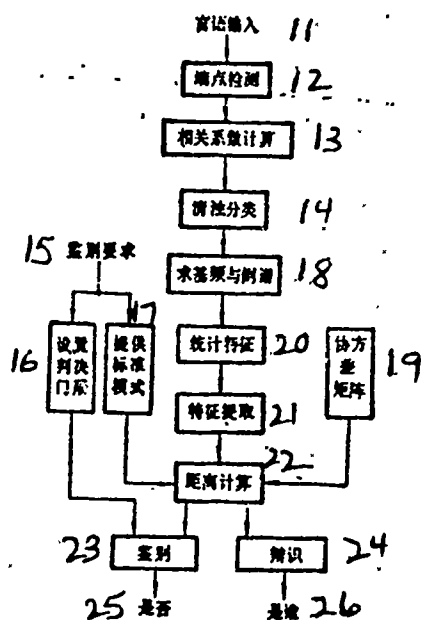 言语输入 11
端点检测 12
相关系数计算 13
清浊分类 14
15 鉴别要求
求基频与倒谱 18
17
16 设置
判决
门限
提供
标准
模式
统计特征 20
协方
差
矩阵
19
特征提取 21
22
距离计算
23 鉴别
辨识 24
25 是否
是谁 26